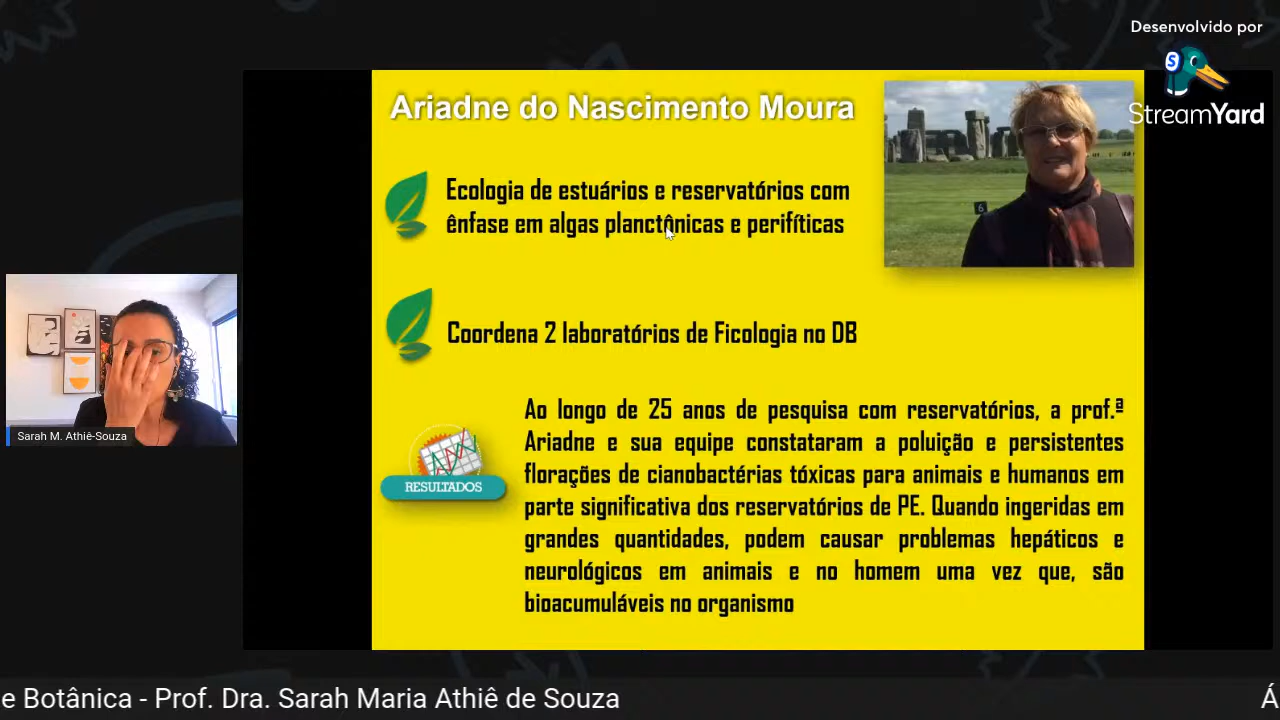 Desenvolvido por
StreamYard
Ariadne do Nascimento Moura
6
Ecologia de estuários e reservatórios com
ênfase em algas planctônicas e perifíticas
Coordena 2 laboratórios de Ficologia no DB
Ao longo de 25 anos de pesquisa com reservatórios, a prof.ª
Ariadne e sua equipe constataram a poluição e persistentes
florações de cianobactérias tóxicas para animais e humanos em
parte significativa dos reservatórios de PE. Quando ingeridas em
grandes quantidades, podem causar problemas hepáticos e
neurológicos em animais e no homem uma vez que, são
bioacumuláveis no organismo
RESULTADOS
Sarah M. Athiê-Souza
e Botânica - Prof. Dra. Sarah Maria Athiê de Souza
Á